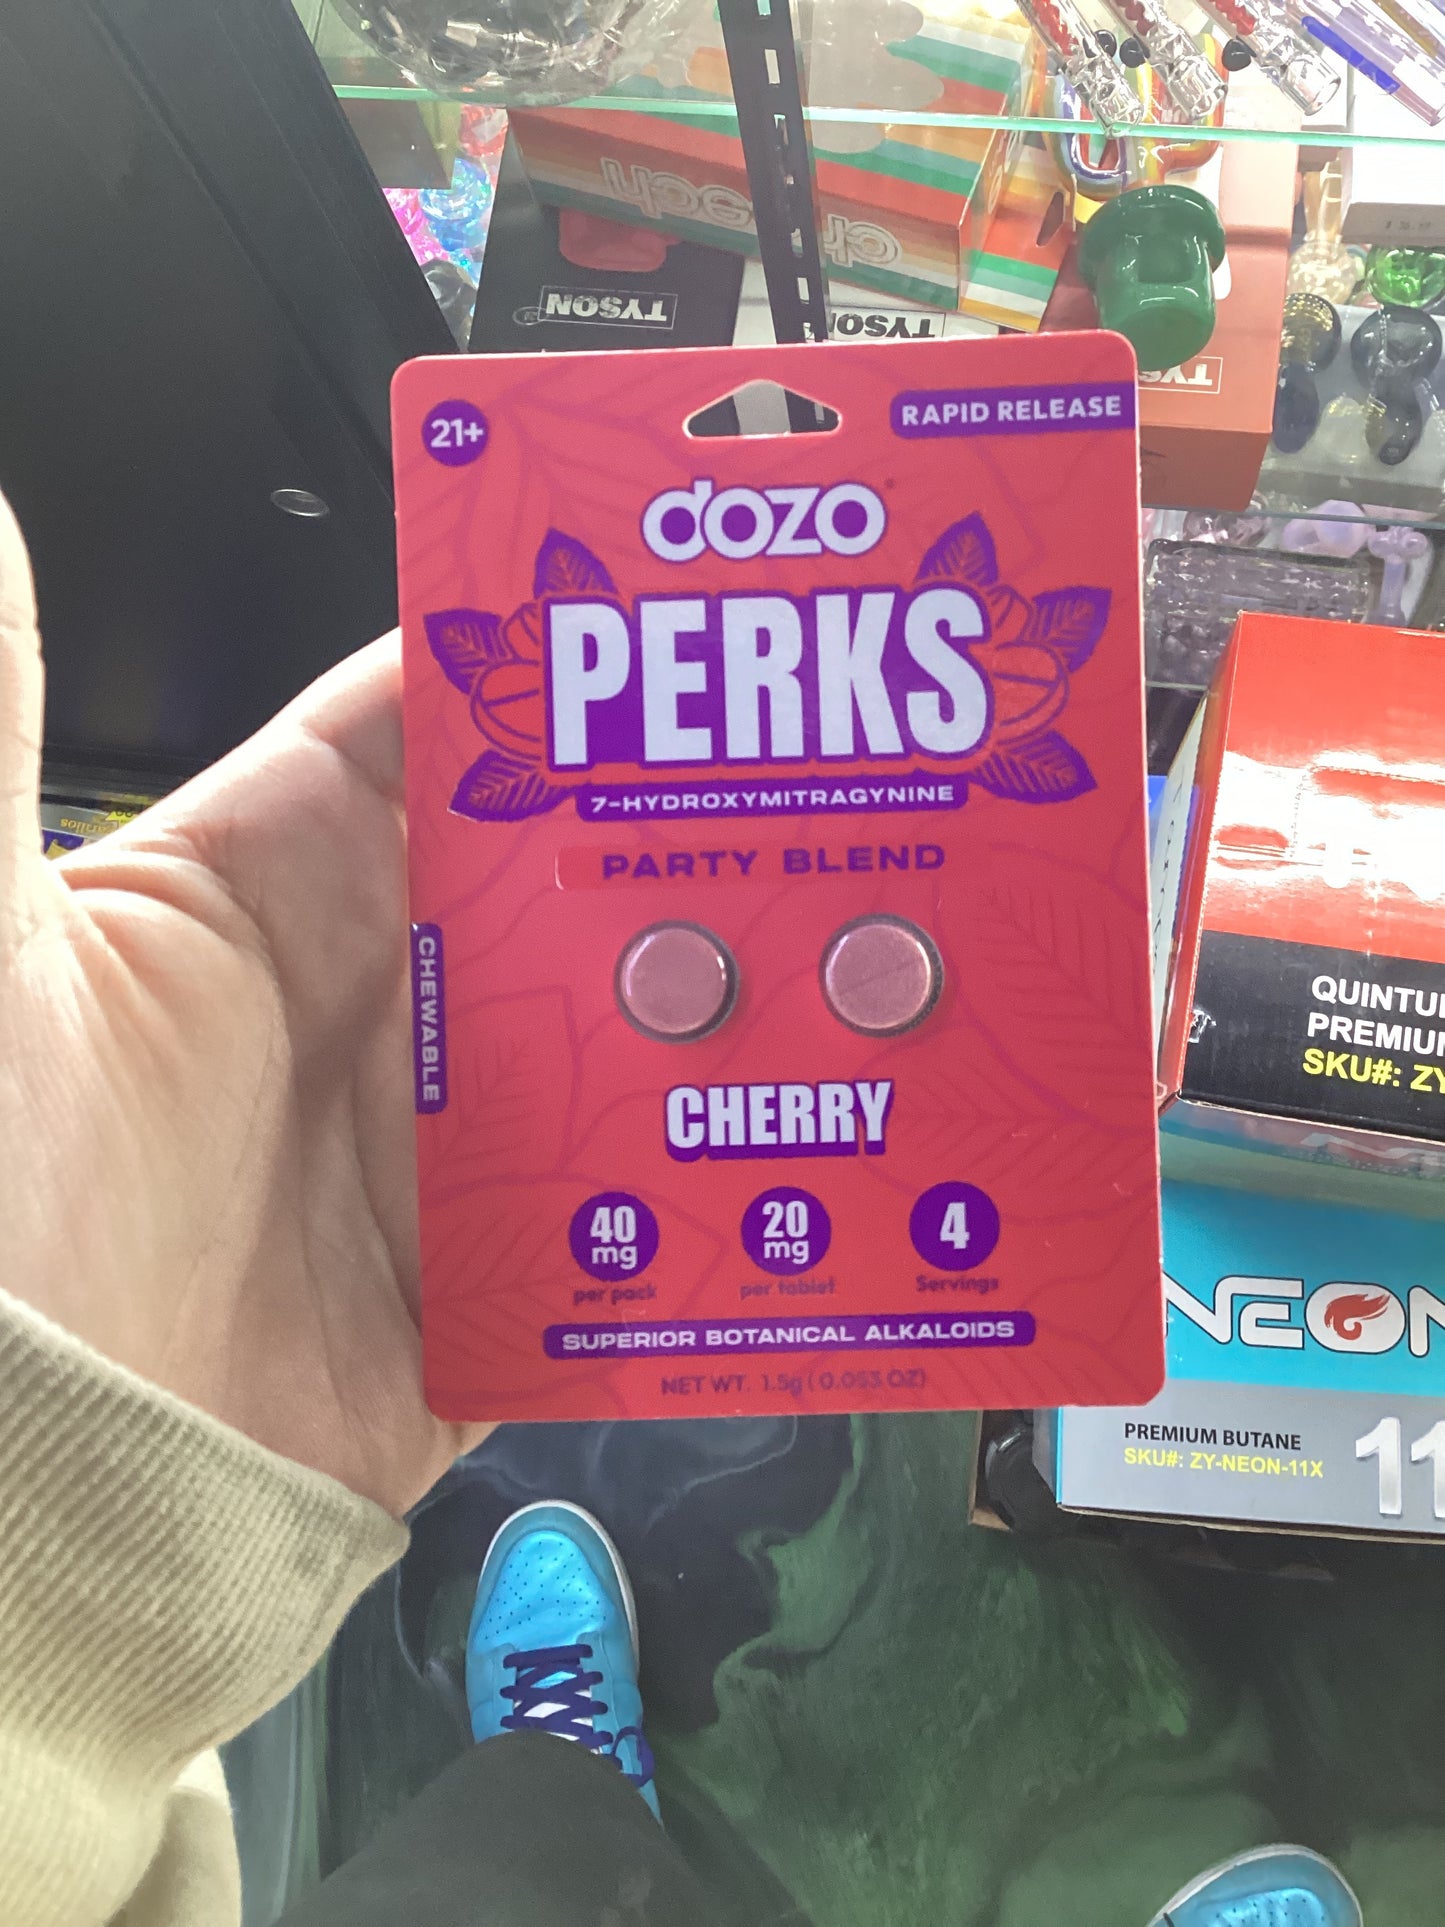 21+
RAPID RELEASE
dozo
PERKS
7-HYDROXYMITRAGYNINE
PARTY BLEND
CHEWABLE
CHERRY
40 mg per pack
20 mg per tablet
4 Servings
SUPERIOR BOTANICAL ALKALOIDS
NET WT. 1.5g (0.053 OZ)
TYSON
TYSON
PREMIUM
SKU#: ZY
NEON
PREMIUM BUTANE
SKU#: ZY-NEON-11X
11